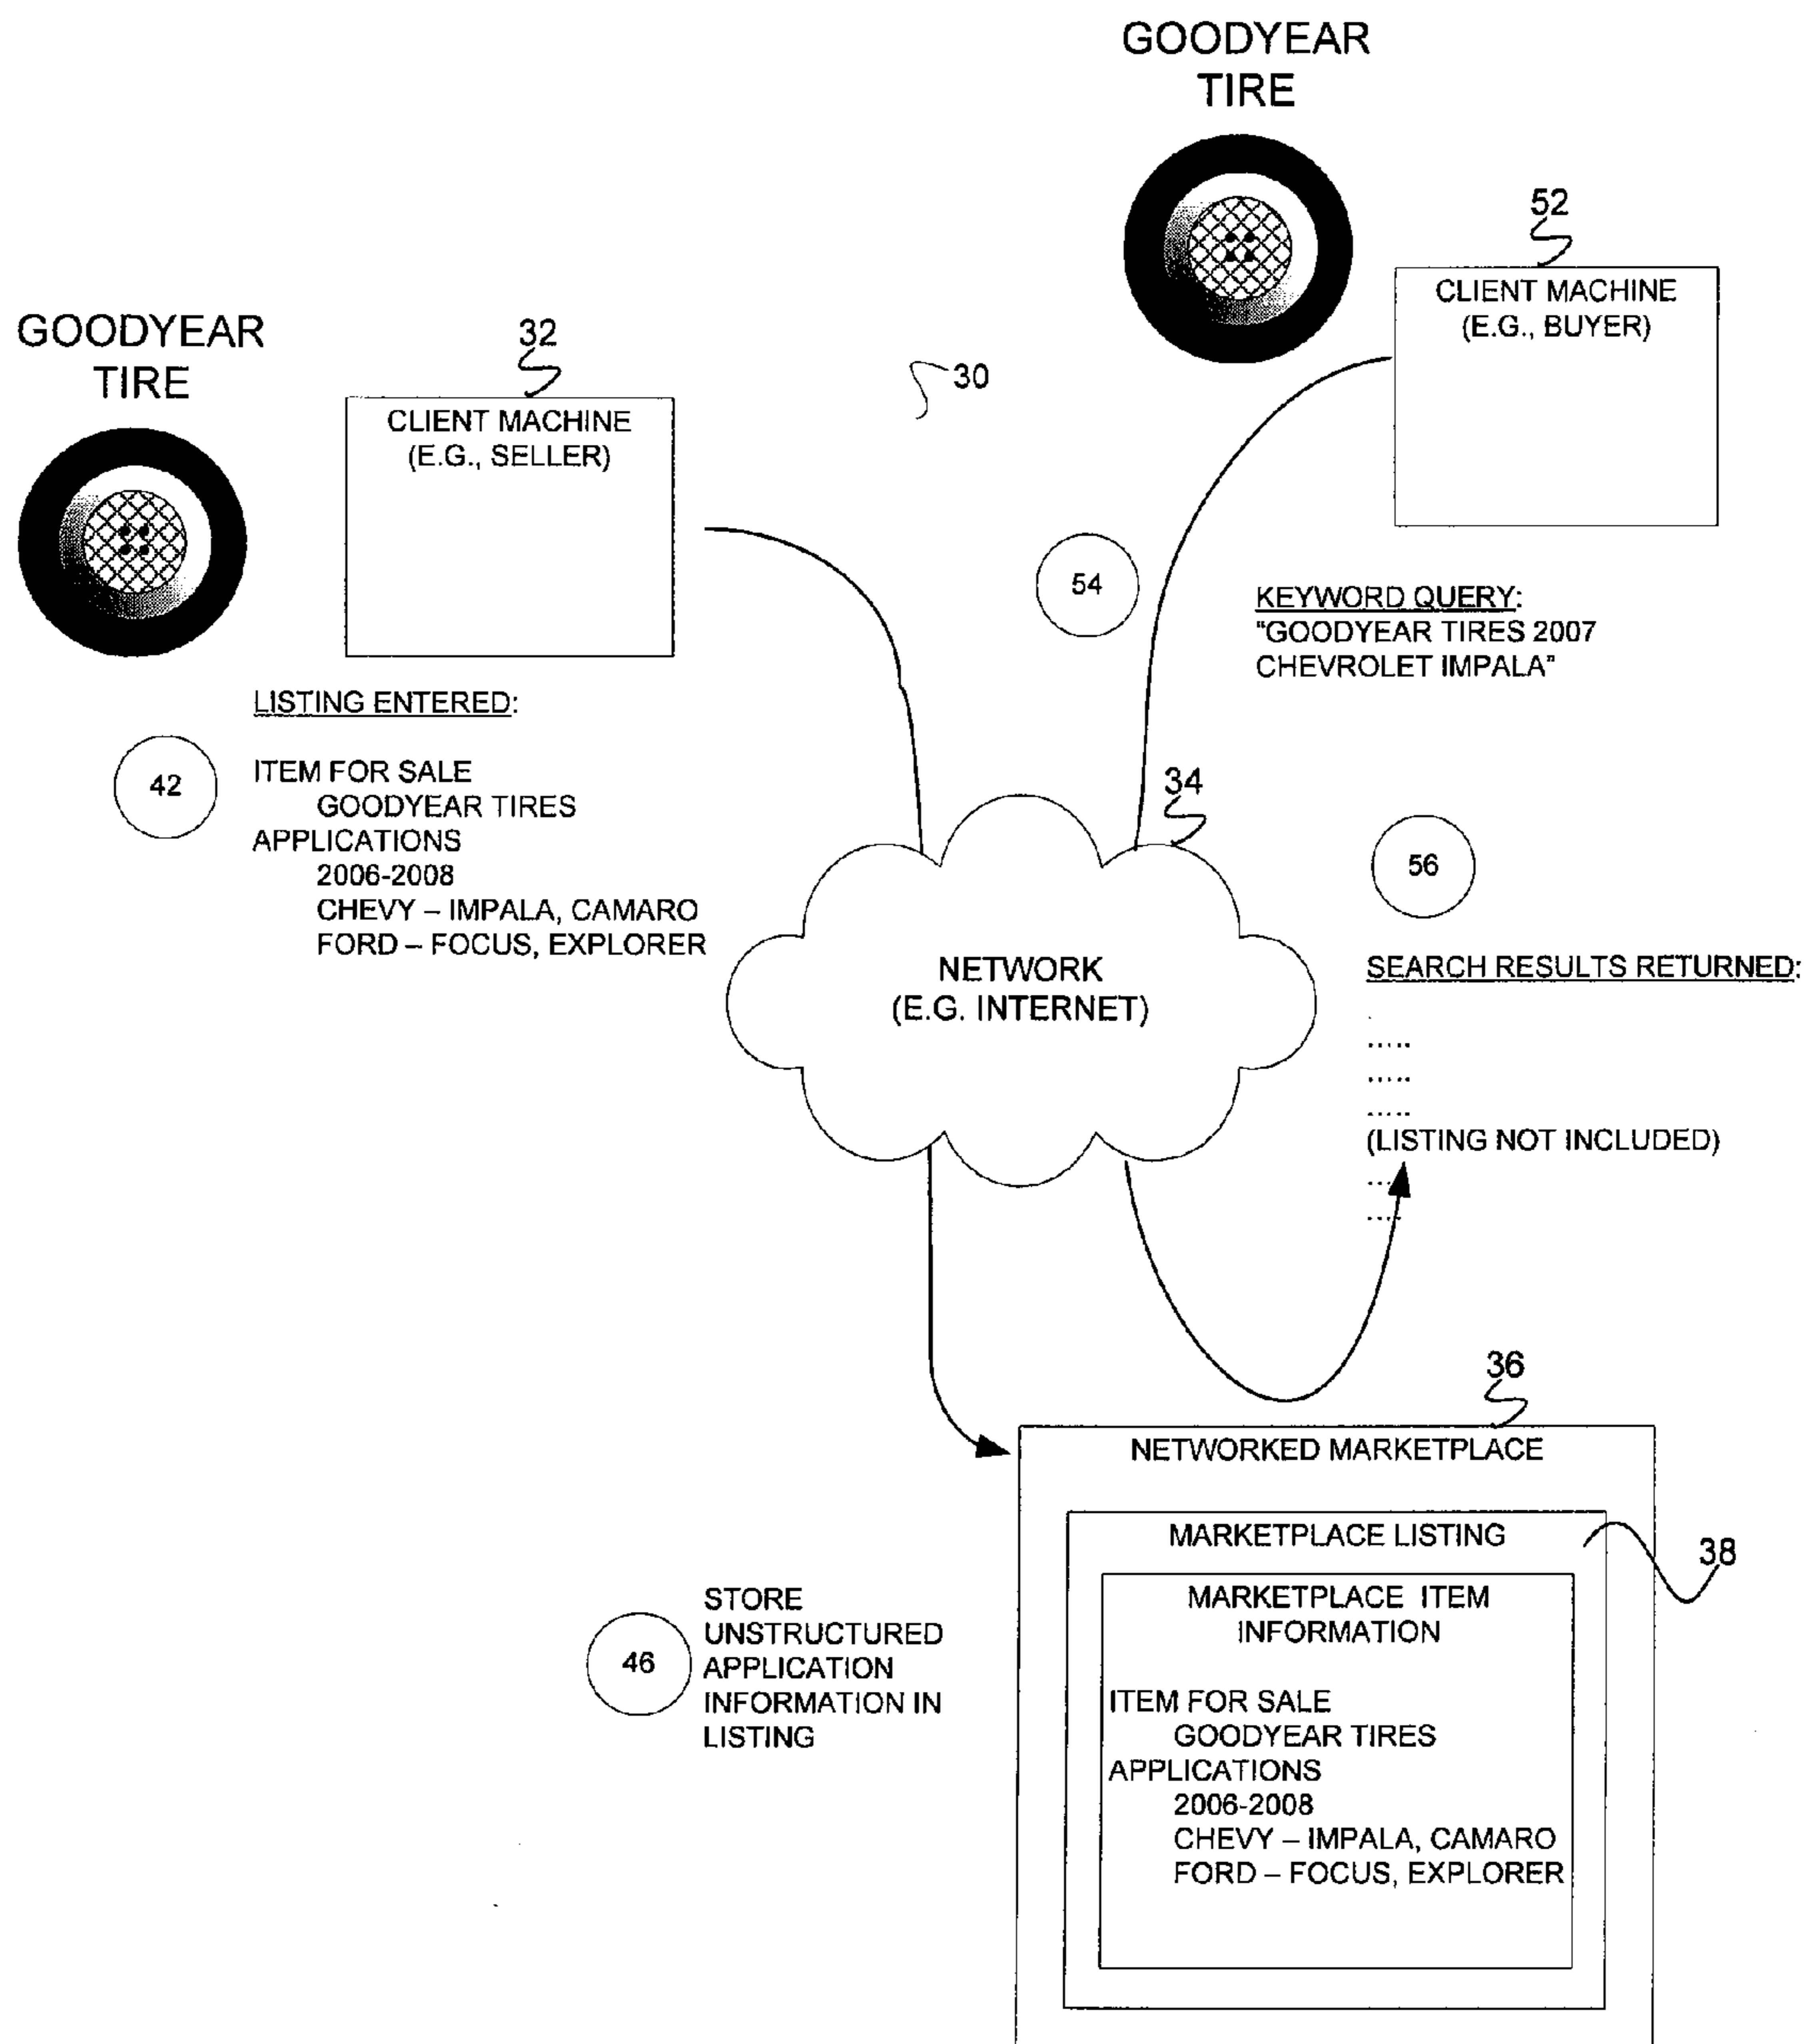 GOODYEAR
TIRE
52
CLIENT MACHINE
(E.G., BUYER)
GOODYEAR
TIRE
32
CLIENT MACHINE
(E.G., SELLER)
30
54
KEYWORD QUERY:
"GOODYEAR TIRES 2007
CHEVROLET IMPALA"
LISTING ENTERED:
42
ITEM FOR SALE
GOODYEAR TIRES
APPLICATIONS
2006-2008
CHEVY – IMPALA, CAMARO
FORD – FOCUS, EXPLORER
34
NETWORK
(E.G. INTERNET)
56
SEARCH RESULTS RETURNED:
.
.....
.....
.....
(LISTING NOT INCLUDED)
.....
.....
36
NETWORKED MARKETPLACE
MARKETPLACE LISTING
38
MARKETPLACE ITEM
INFORMATION
ITEM FOR SALE
GOODYEAR TIRES
APPLICATIONS
2006-2008
CHEVY – IMPALA, CAMARO
FORD – FOCUS, EXPLORER
46
STORE
UNSTRUCTURED
APPLICATION
INFORMATION IN
LISTING